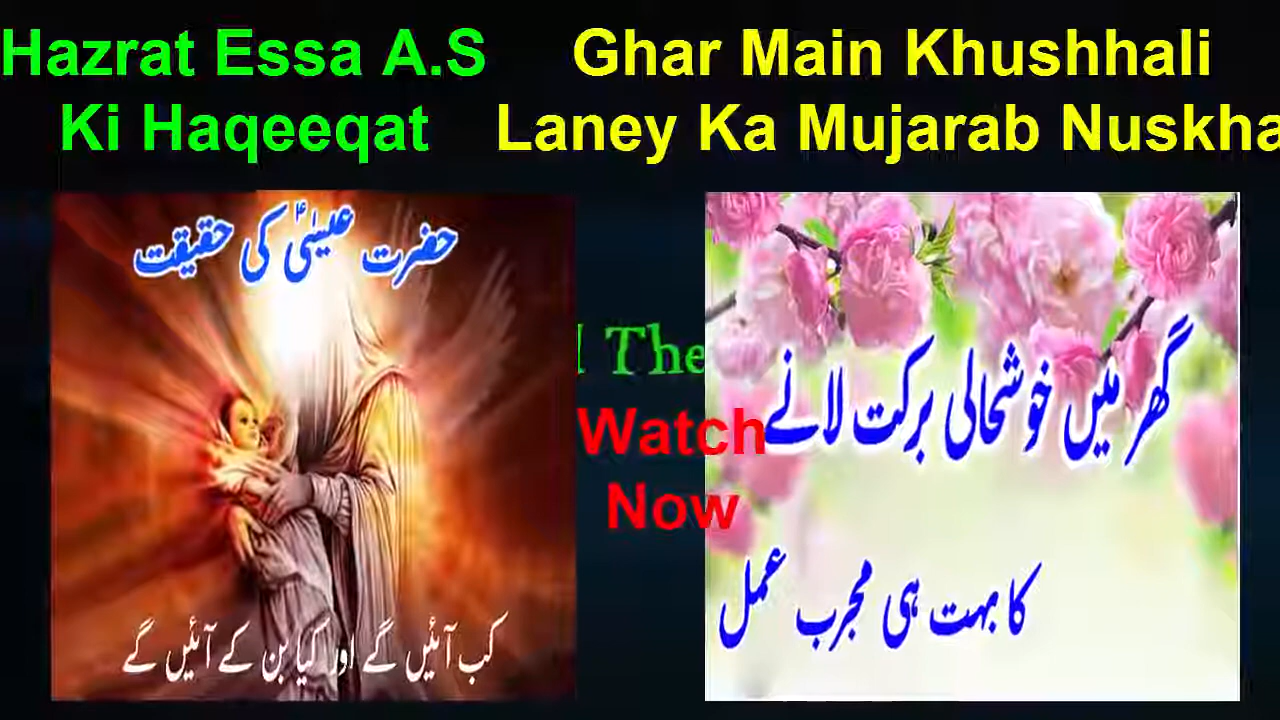 Hazrat Essa A.S
Ki Haqeeqat
Ghar Main Khushhali
Laney Ka Mujarab Nuskha
حضرت عیسیٰؑ کی حقیقت
کب آئیں گے اور کیا بن کے آئیں گے
The
Watch
Now
گھر میں خوشحالی برکت لانے
کا بہت ہی مجرب عمل